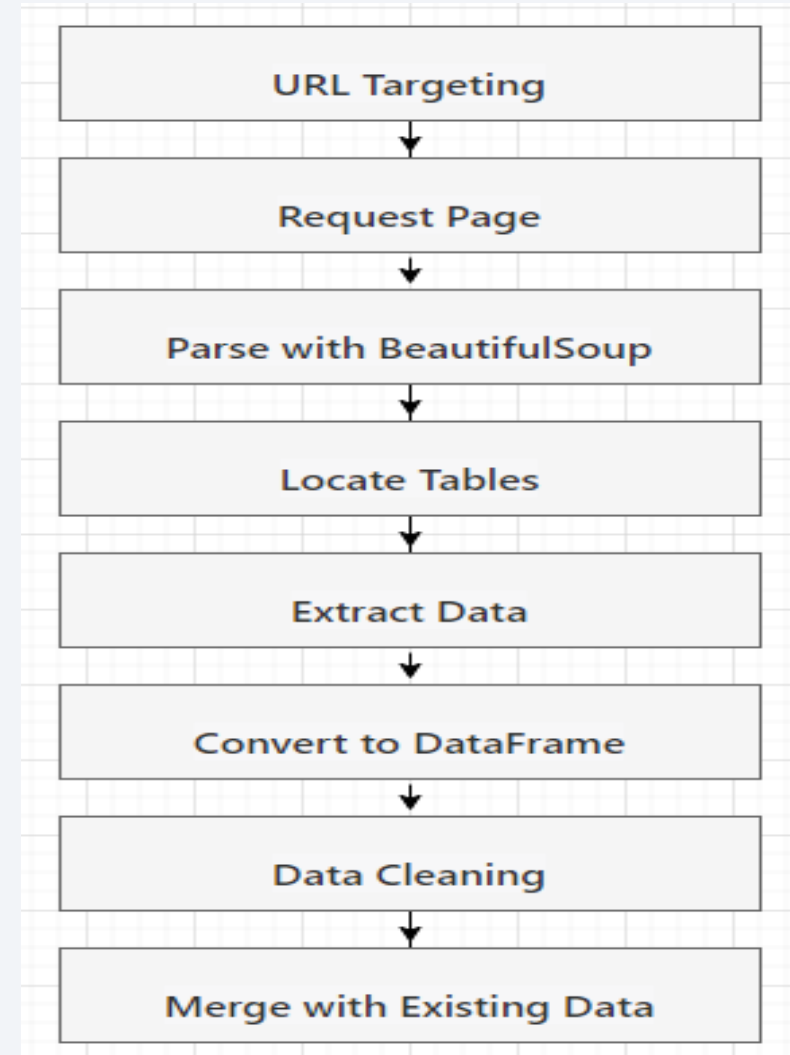 URL Targeting
Request Page
Parse with BeautifulSoup
Locate Tables
Extract Data
Convert to DataFrame
Data Cleaning
Merge with Existing Data